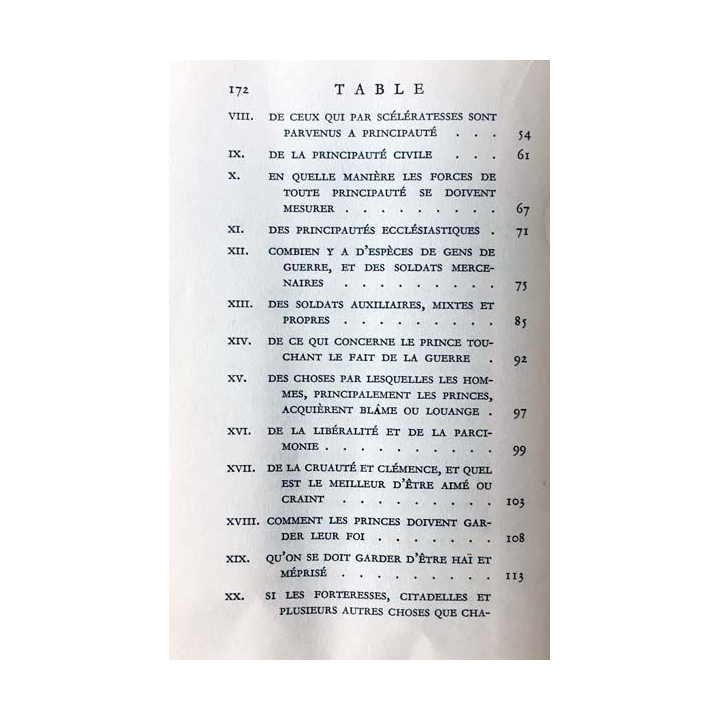 172 TABLE
VIII. DE CEUX QUI PAR SCÉLÉRATESSES SONT
PARVENUS A PRINCIPAUTÉ . . . 54
IX. DE LA PRINCIPAUTÉ CIVILE . . . 61
X. EN QUELLE MANIÈRE LES FORCES DE
TOUTE PRINCIPAUTÉ SE DOIVENT
MESURER . . . . . . . . . 67
XI. DES PRINCIPAUTÉS ECCLÉSIASTIQUES . 71
XII. COMBIEN Y A D'ESPÈCES DE GENS DE
GUERRE, ET DES SOLDATS MERCE-
NAIRES . . . . . . . . . 75
XIII. DES SOLDATS AUXILIAIRES, MIXTES ET
PROPRES . . . . . . . . . 85
XIV. DE CE QUI CONCERNE LE PRINCE TOU-
CHANT LE FAIT DE LA GUERRE . 92
XV. DES CHOSES PAR LESQUELLES LES HOM-
MES, PRINCIPALEMENT LES PRINCES,
ACQUIÈRENT BLÂME OU LOUANGE . 97
XVI. DE LA LIBÉRALITÉ ET DE LA PARCI-
MONIE . . . . . . . . . . 99
XVII. DE LA CRUAUTÉ ET CLÉMENCE, ET QUEL
EST LE MEILLEUR D'ÊTRE AIMÉ OU
CRAINT . . . . . . . . . 103
XVIII. COMMENT LES PRINCES DOIVENT GAR-
DER LEUR FOI . . . . . . . 108
XIX. QU'ON SE DOIT GARDER D'ÊTRE HAÏ ET
MÉPRISÉ . . . . . . . . . 113
XX. SI LES FORTERESSES, CITADELLES ET
PLUSIEURS AUTRES CHOSES QUE CHA-